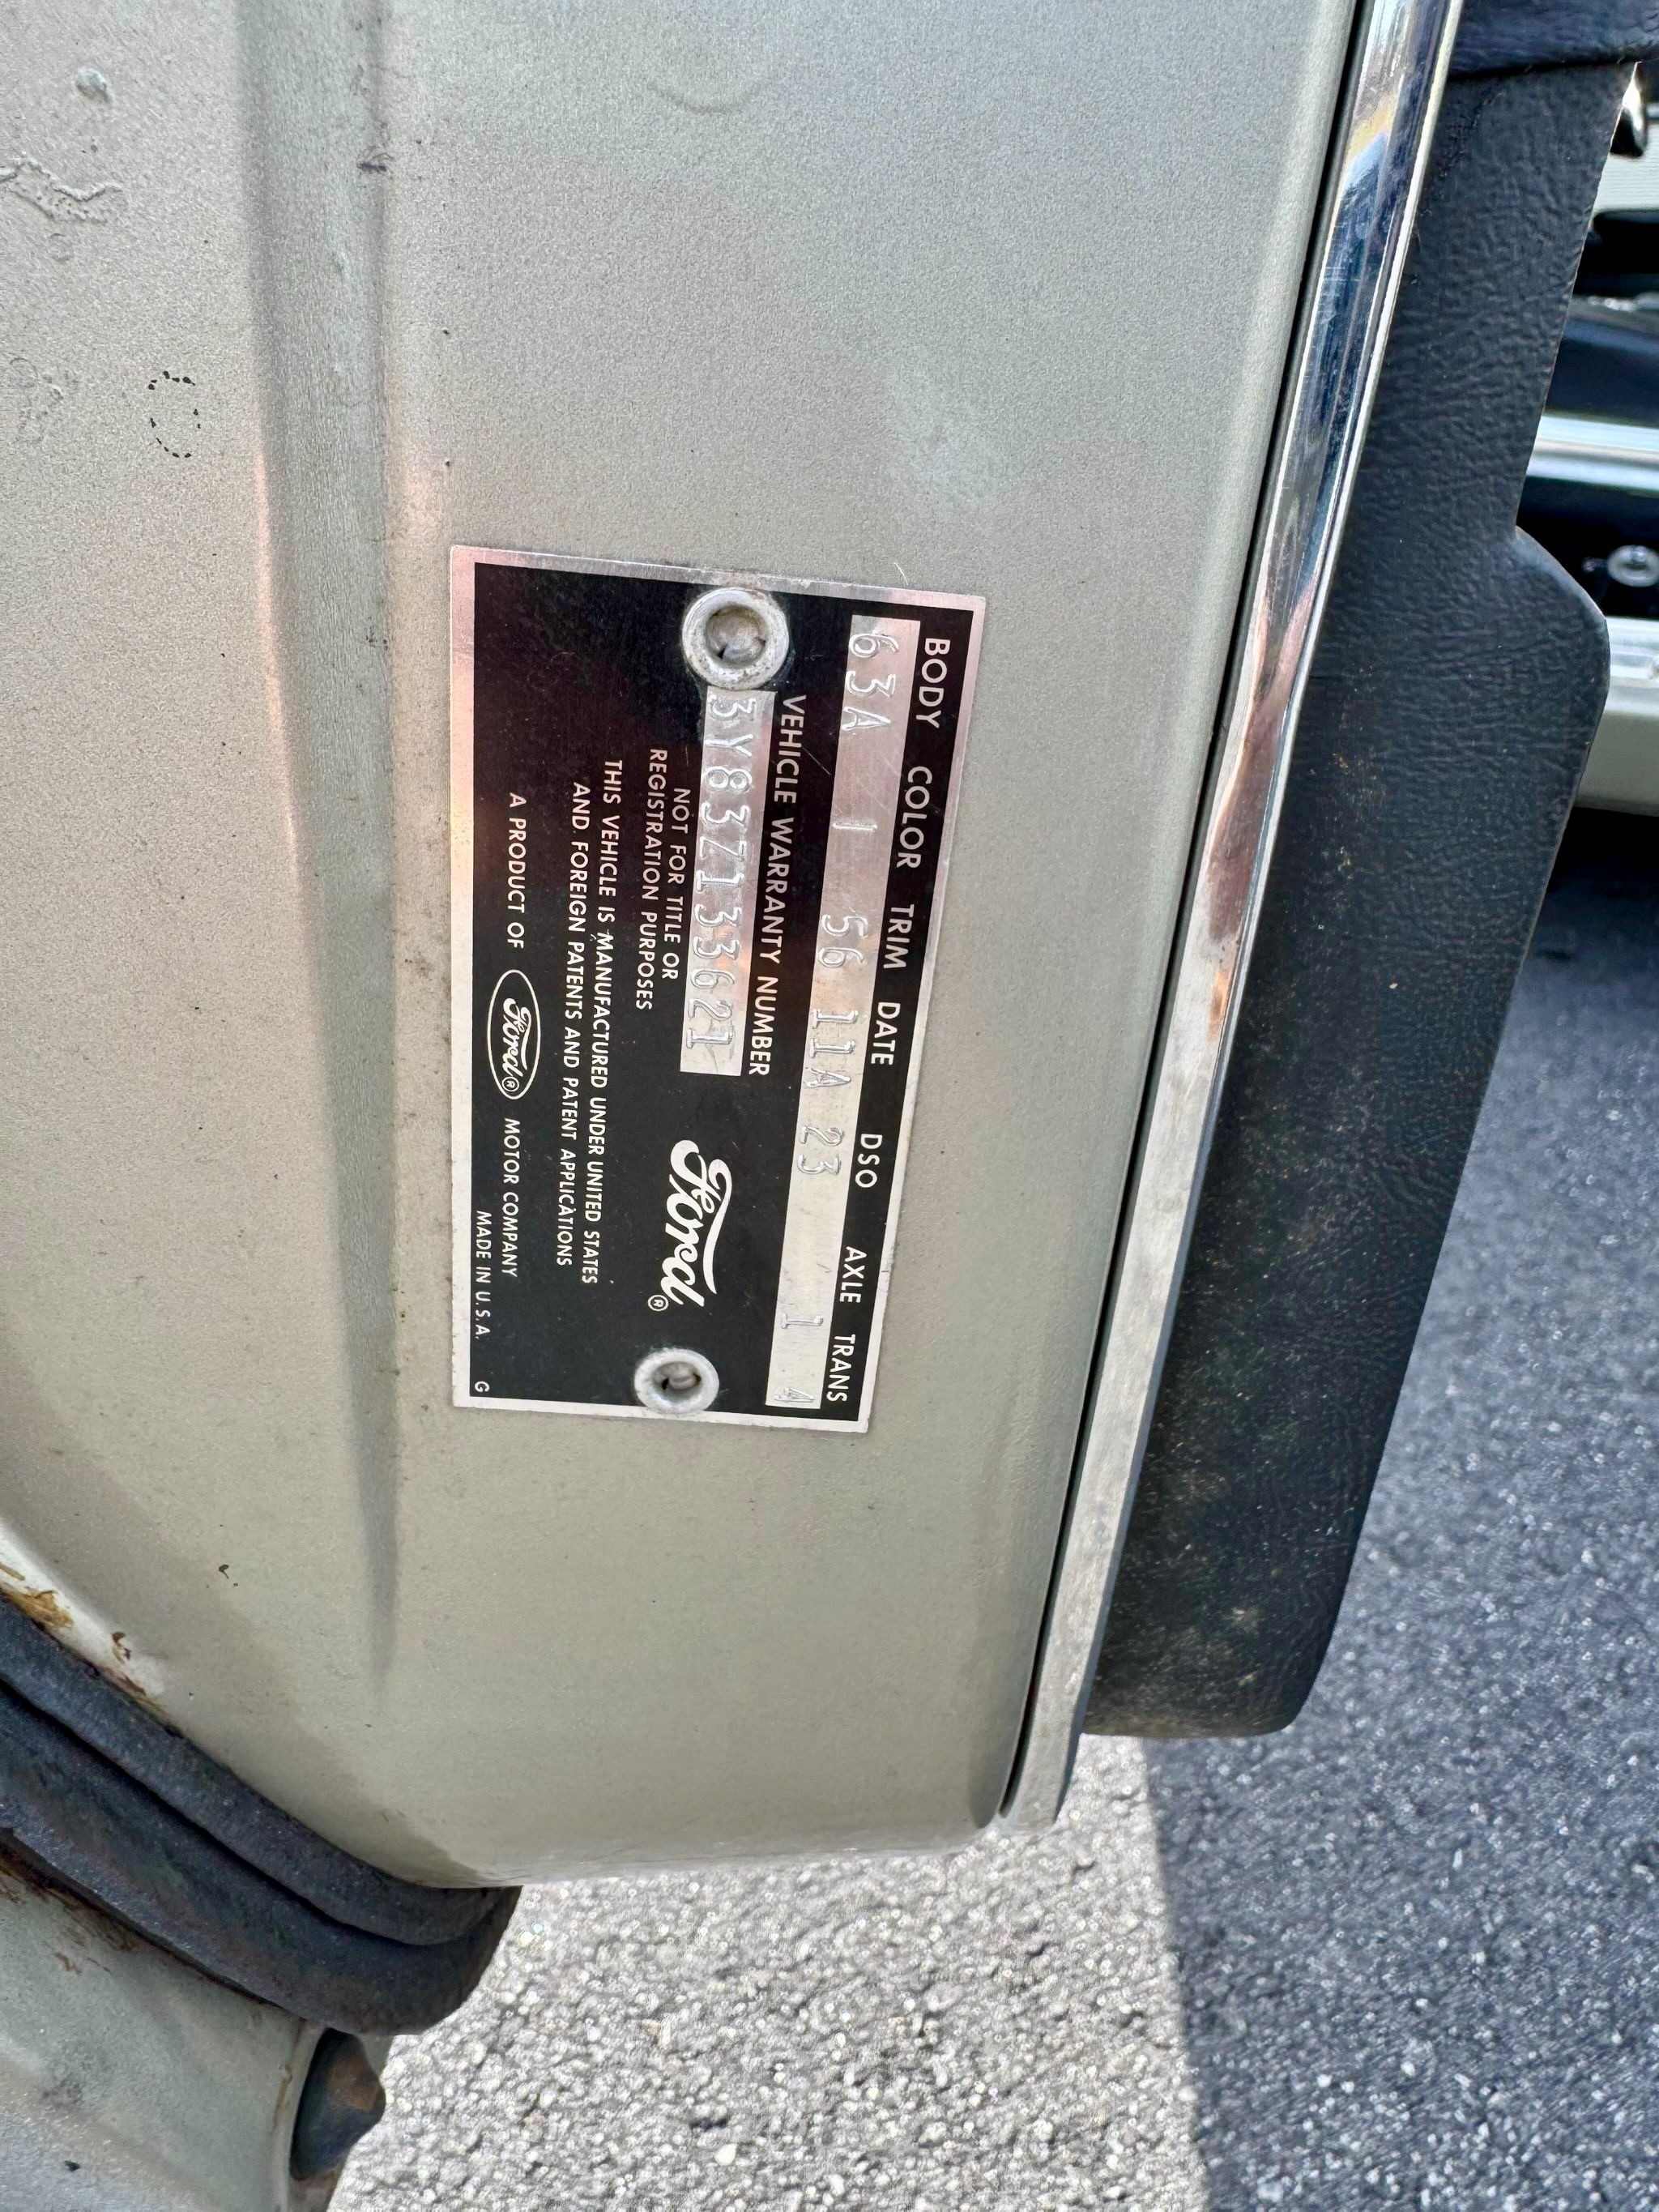 BODY COLOR TRIM DATE DSO AXLE TRANS
63A I 56 11A 23 1 4
VEHICLE WARRANTY NUMBER
3Y83Z133621
NOT FOR TITLE OR
REGISTRATION PURPOSES
Ford®
THIS VEHICLE IS MANUFACTURED UNDER UNITED STATES
AND FOREIGN PATENTS AND PATENT APPLICATIONS
A PRODUCT OF Ford® MOTOR COMPANY
MADE IN U.S.A. G